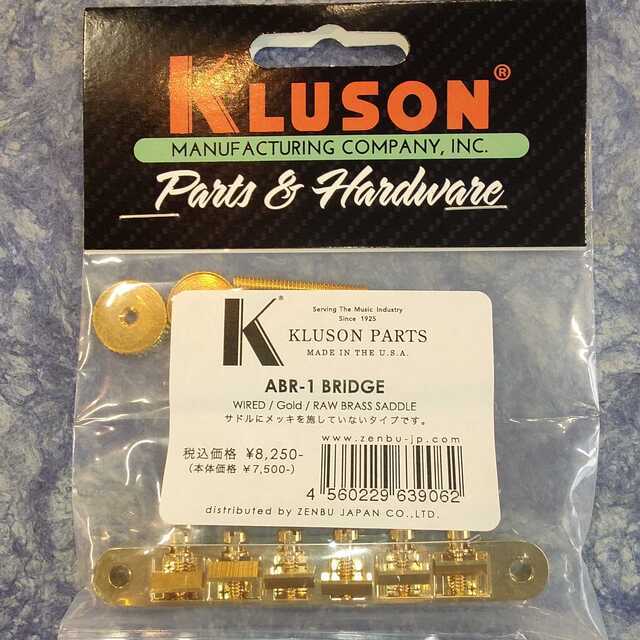 KLUSON®
MANUFACTURING COMPANY, INC.
Parts & Hardware
K®
Serving The Music Industry
Since 1925
KLUSON PARTS
MADE IN THE U.S.A.
ABR-1 BRIDGE
WIRED / Gold / RAW BRASS SADDLE
サドルにメッキを施していないタイプです。
www.zenbu-jp.com
税込価格 ¥8,250-
(本体価格 ¥7,500-)
4 560229 639062
distributed by ZENBU JAPAN CO.,LTD.